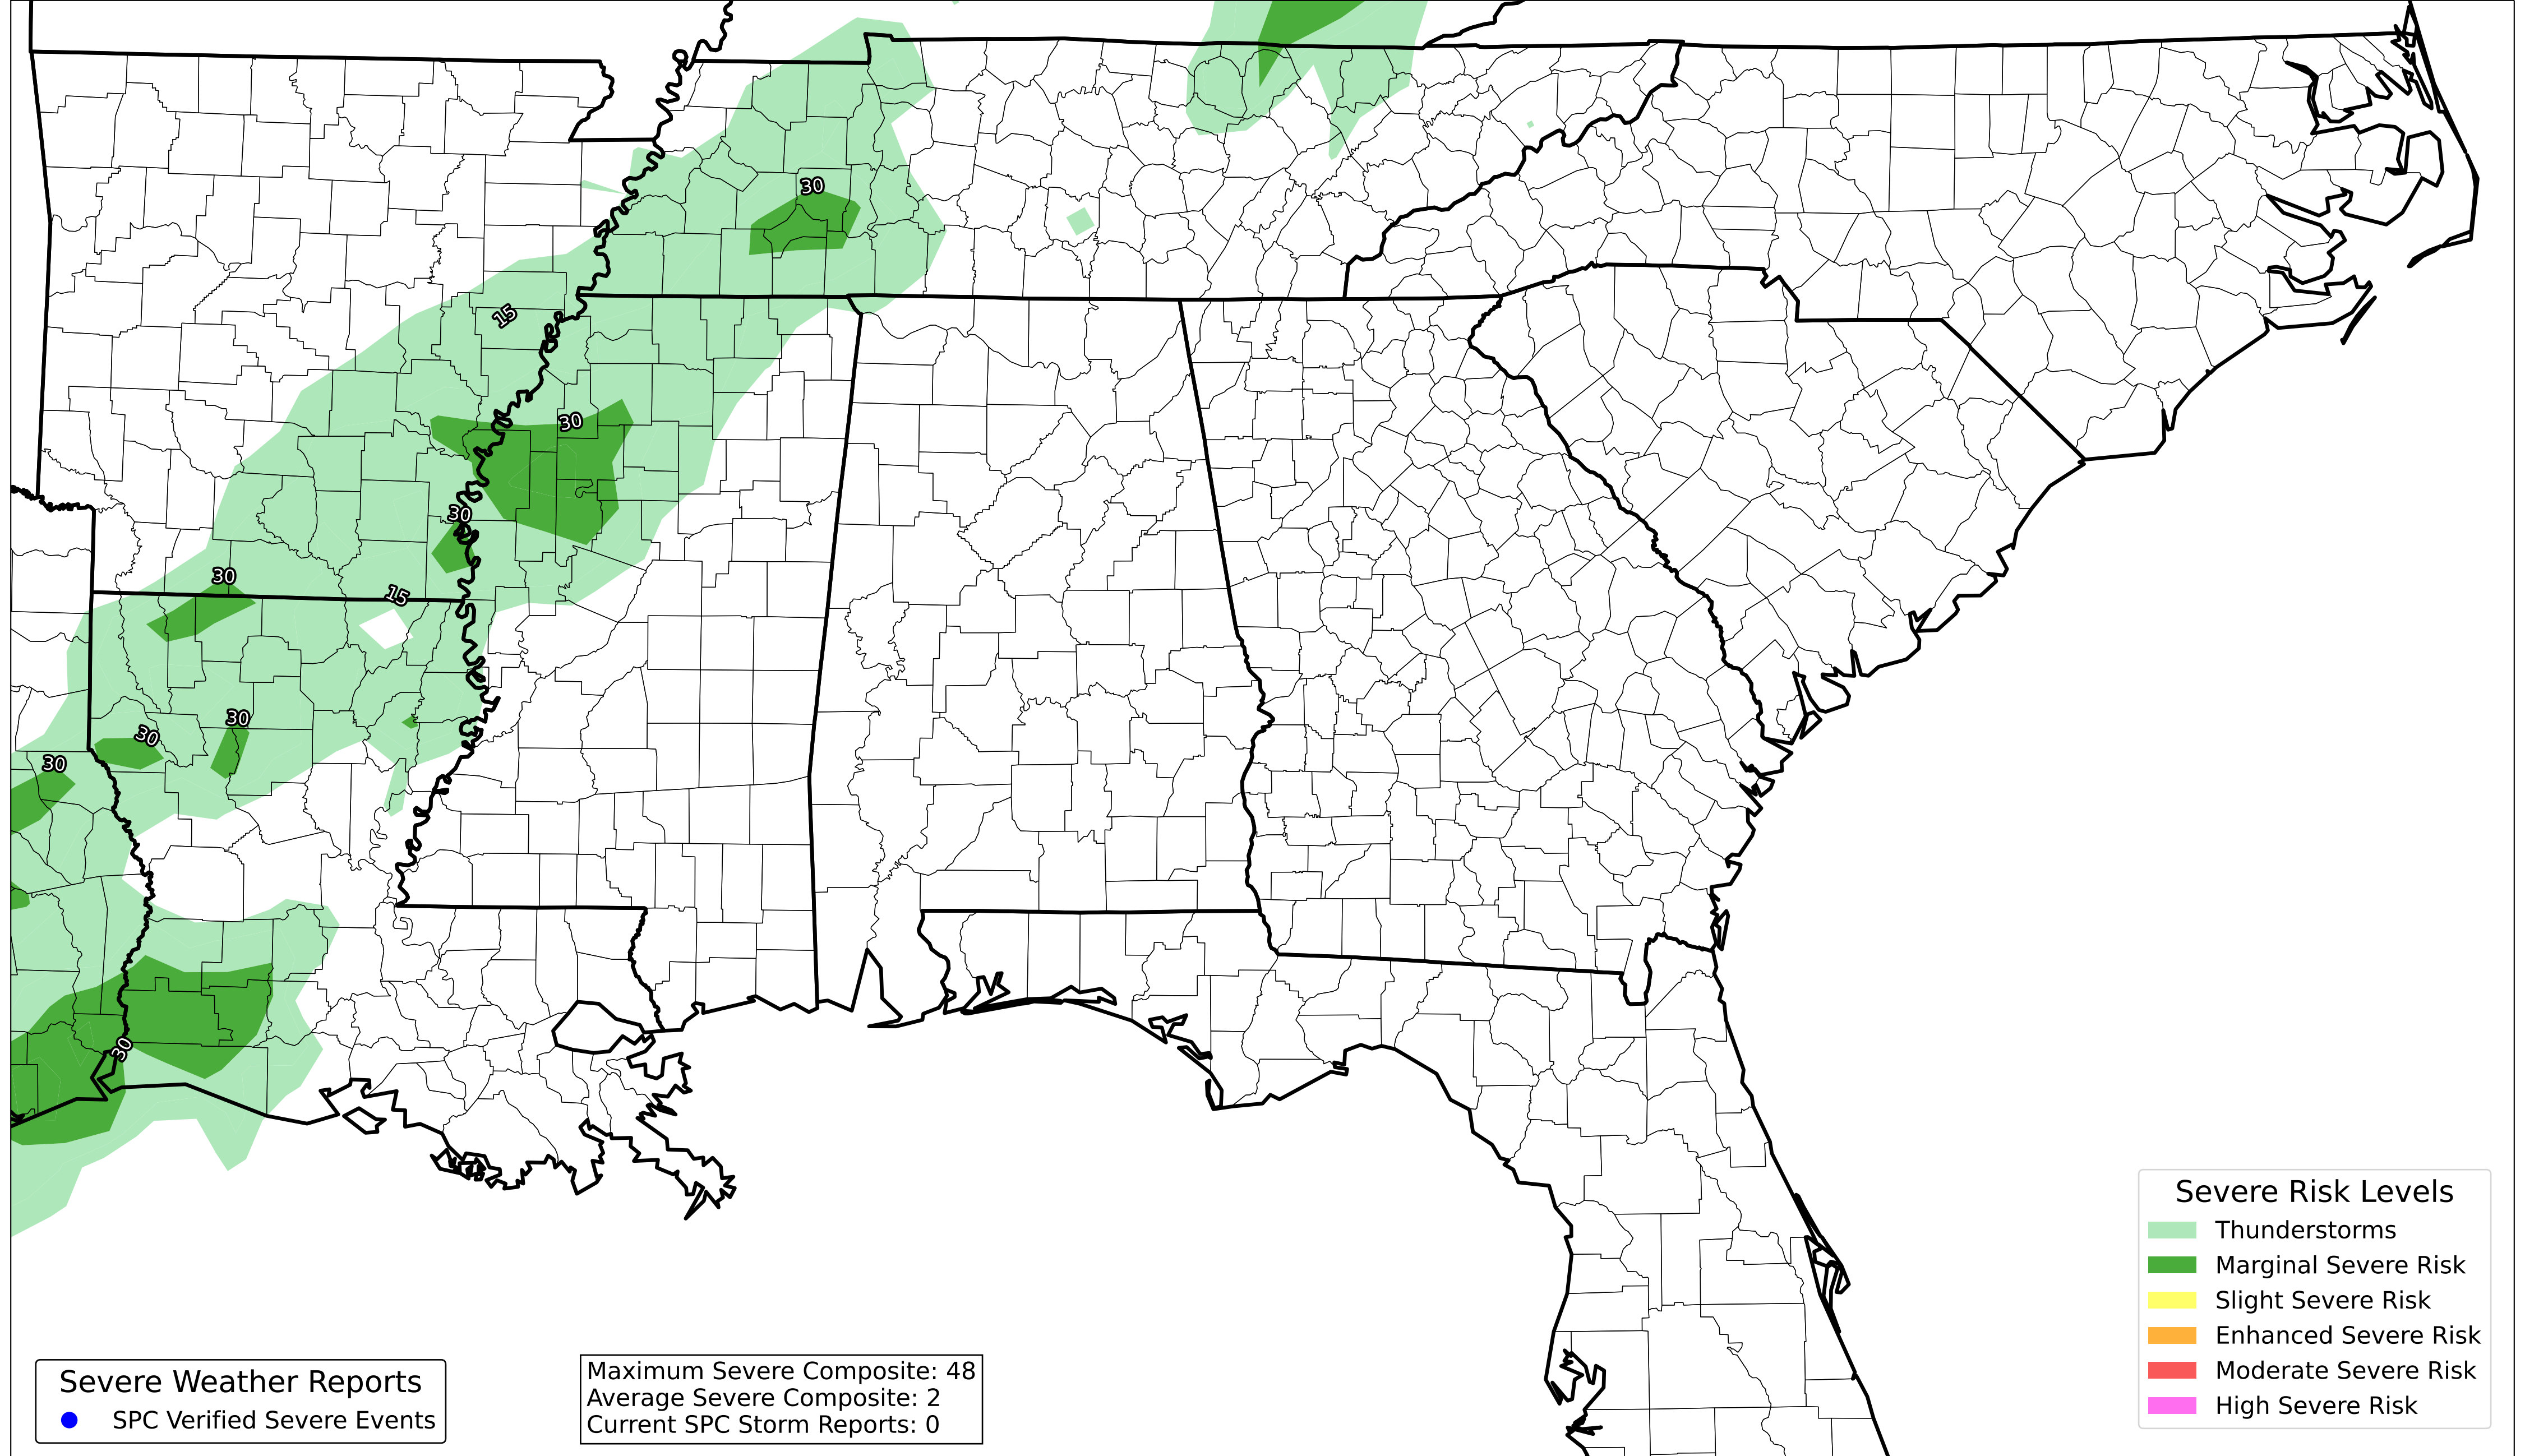 30
15
30
30
30
15
30
30
30
30
Severe Risk Levels
Thunderstorms
Marginal Severe Risk
Slight Severe Risk
Enhanced Severe Risk
Moderate Severe Risk
High Severe Risk
Severe Weather Reports
SPC Verified Severe Events
Maximum Severe Composite: 48
Average Severe Composite: 2
Current SPC Storm Reports: 0